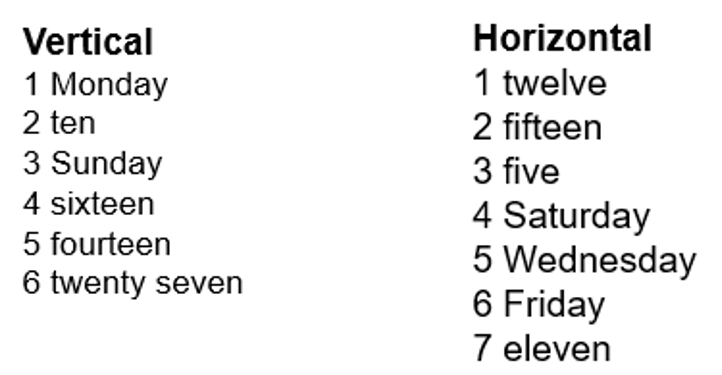 Vertical
1 Monday
2 ten
3 Sunday
4 sixteen
5 fourteen
6 twenty seven
Horizontal
1 twelve
2 fifteen
3 five
4 Saturday
5 Wednesday
6 Friday
7 eleven